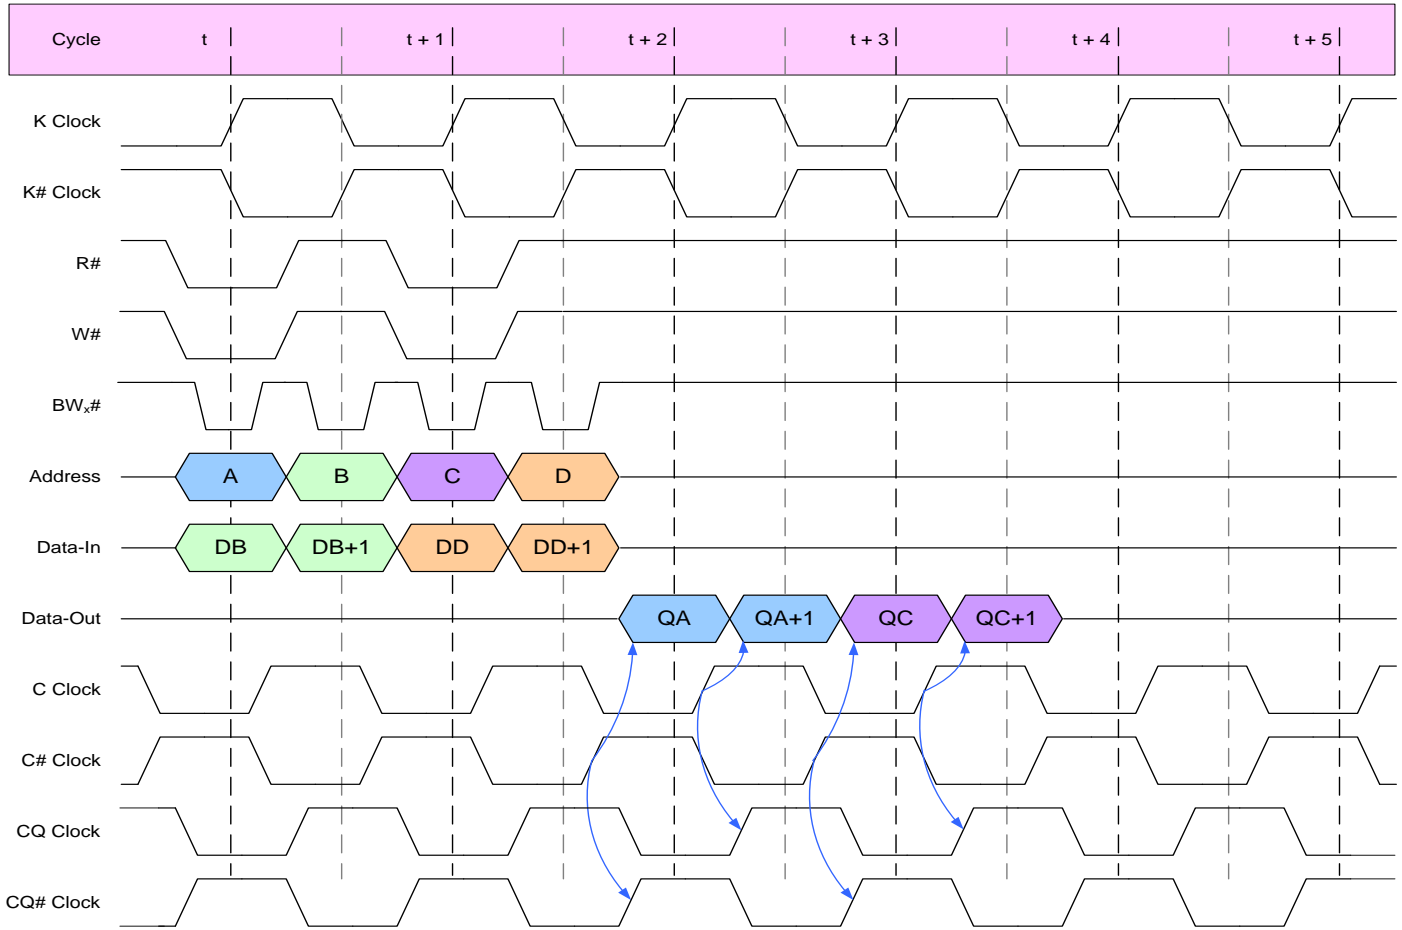 Cycle t t + 1 t + 2 t + 3 t + 4 t + 5
K Clock
K# Clock
R#
W#
BWₓ#
Address A B C D
Data-In DB DB+1 DD DD+1
Data-Out QA QA+1 QC QC+1
C Clock
C# Clock
CQ Clock
CQ# Clock